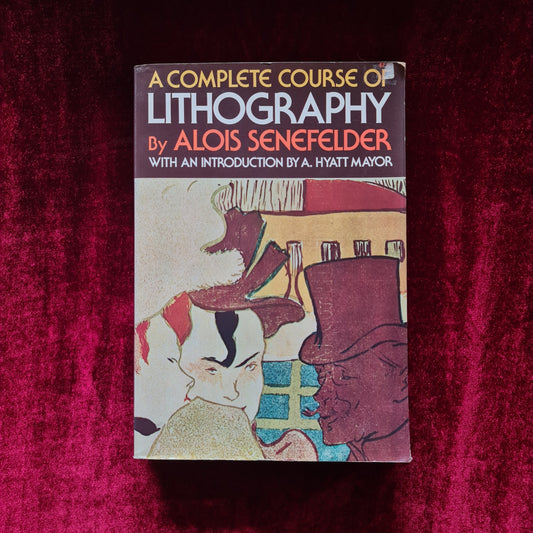 A COMPLETE COURSE OF
LITHOGRAPHY
By ALOIS SENEFELDER
WITH AN INTRODUCTION BY A. HYATT MAYOR